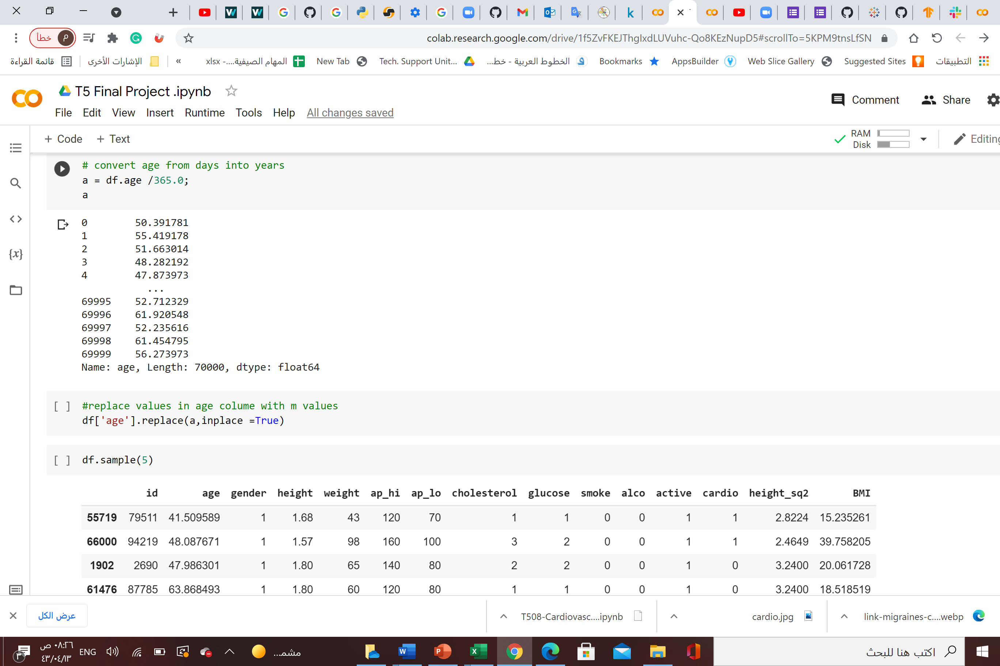 خطأ
colab.research.google.com/drive/1f5ZvFKEJThgIxdLUVuhc-Qo8KEzNupD5#scrollTo=5KPM9tnsLfSN
قائمة القراءة
الإشارات الأخرى
«
المهام الصيفية....- xlsx
New Tab
Tech. Support Unit...
الخطوط العربية - خط...
Bookmarks
AppsBuilder
Web Slice Gallery
Suggested Sites
التطبيقات
T5 Final Project .ipynb
Comment
Share
File Edit View Insert Runtime Tools Help All changes saved
+ Code + Text
RAM
Disk
Editing
# convert age from days into years
a = df.age /365.0;
a
0 50.391781
1 55.419178
2 51.663014
3 48.282192
4 47.873973
...
69995 52.712329
69996 61.920548
69997 52.235616
69998 61.454795
69999 56.273973
Name: age, Length: 70000, dtype: float64
[ ] #replace values in age colume with m values
df['age'].replace(a,inplace =True)
[ ] df.sample(5)
id age gender height weight ap_hi ap_lo cholesterol glucose smoke alco active cardio height_sq2 BMI
55719 79511 41.509589 1 1.68 43 120 70 1 1 0 0 1 1 2.8224 15.235261
66000 94219 48.087671 1 1.57 98 160 100 3 2 0 0 1 1 2.4649 39.758205
1902 2690 47.986301 1 1.80 65 140 80 2 2 0 0 1 0 3.2400 20.061728
61476 87785 63.868493 1 1.80 60 120 80 1 1 0 0 1 0 3.2400 18.518519
عرض الكل
T508-Cardiovasc....ipynb
cardio.jpg
link-migraines-c....webp
٠٨:٢٦ ص
٤٣/٠٤/١٣
٣
ENG
مشم...
اكتب هنا للبحث